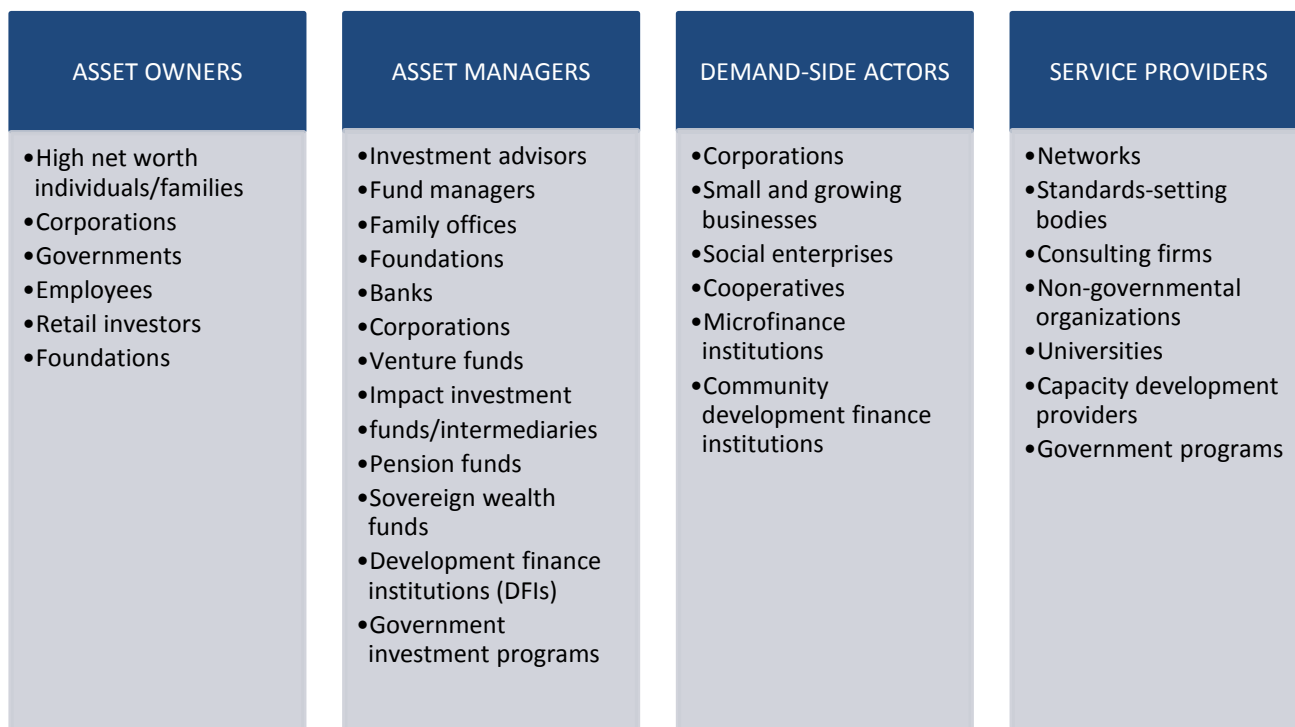 ASSET OWNERS
•High net worth
individuals/families
•Corporations
•Governments
•Employees
•Retail investors
•Foundations
ASSET MANAGERS
•Investment advisors
•Fund managers
•Family offices
•Foundations
•Banks
•Corporations
•Venture funds
•Impact investment
•funds/intermediaries
•Pension funds
•Sovereign wealth
funds
•Development finance
institutions (DFIs)
•Government
investment programs
DEMAND-SIDE ACTORS
•Corporations
•Small and growing
businesses
•Social enterprises
•Cooperatives
•Microfinance
institutions
•Community
development finance
institutions
SERVICE PROVIDERS
•Networks
•Standards-setting
bodies
•Consulting firms
•Non-governmental
organizations
•Universities
•Capacity development
providers
•Government programs